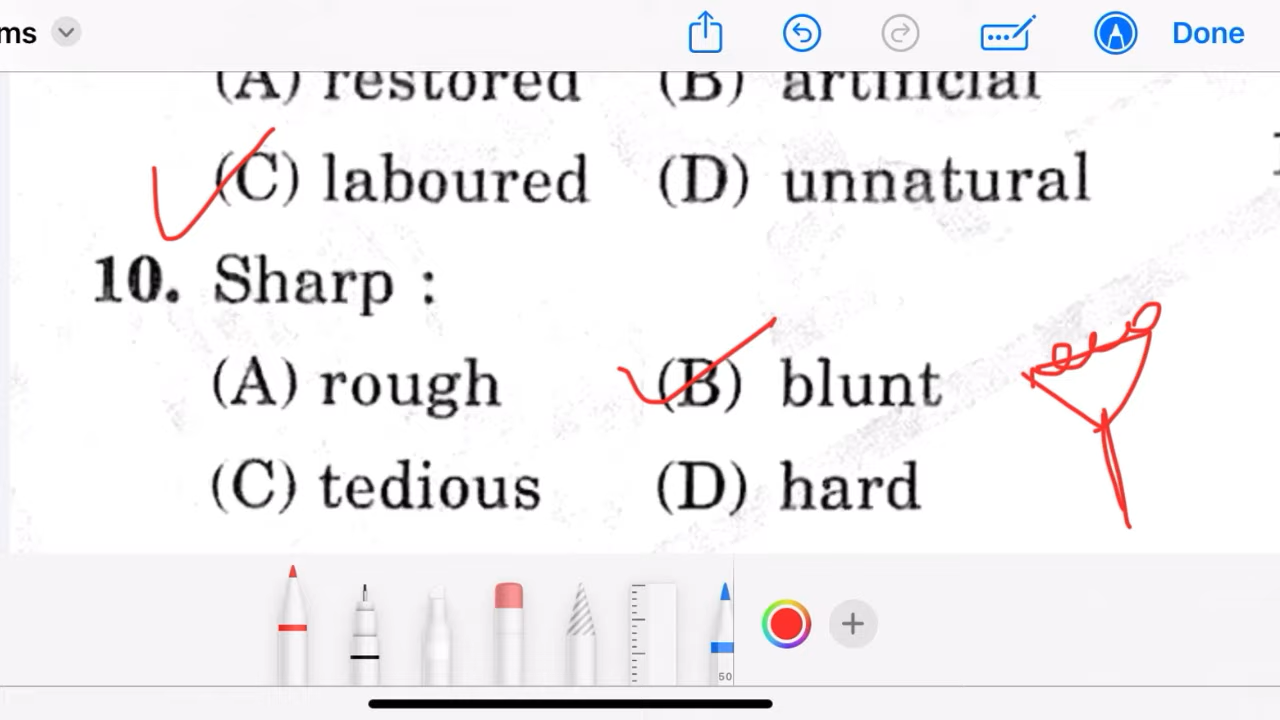 ms
Done
(A) restored (B) artificial
(C) laboured (D) unnatural
10. Sharp :
(A) rough (B) blunt
(C) tedious (D) hard
50